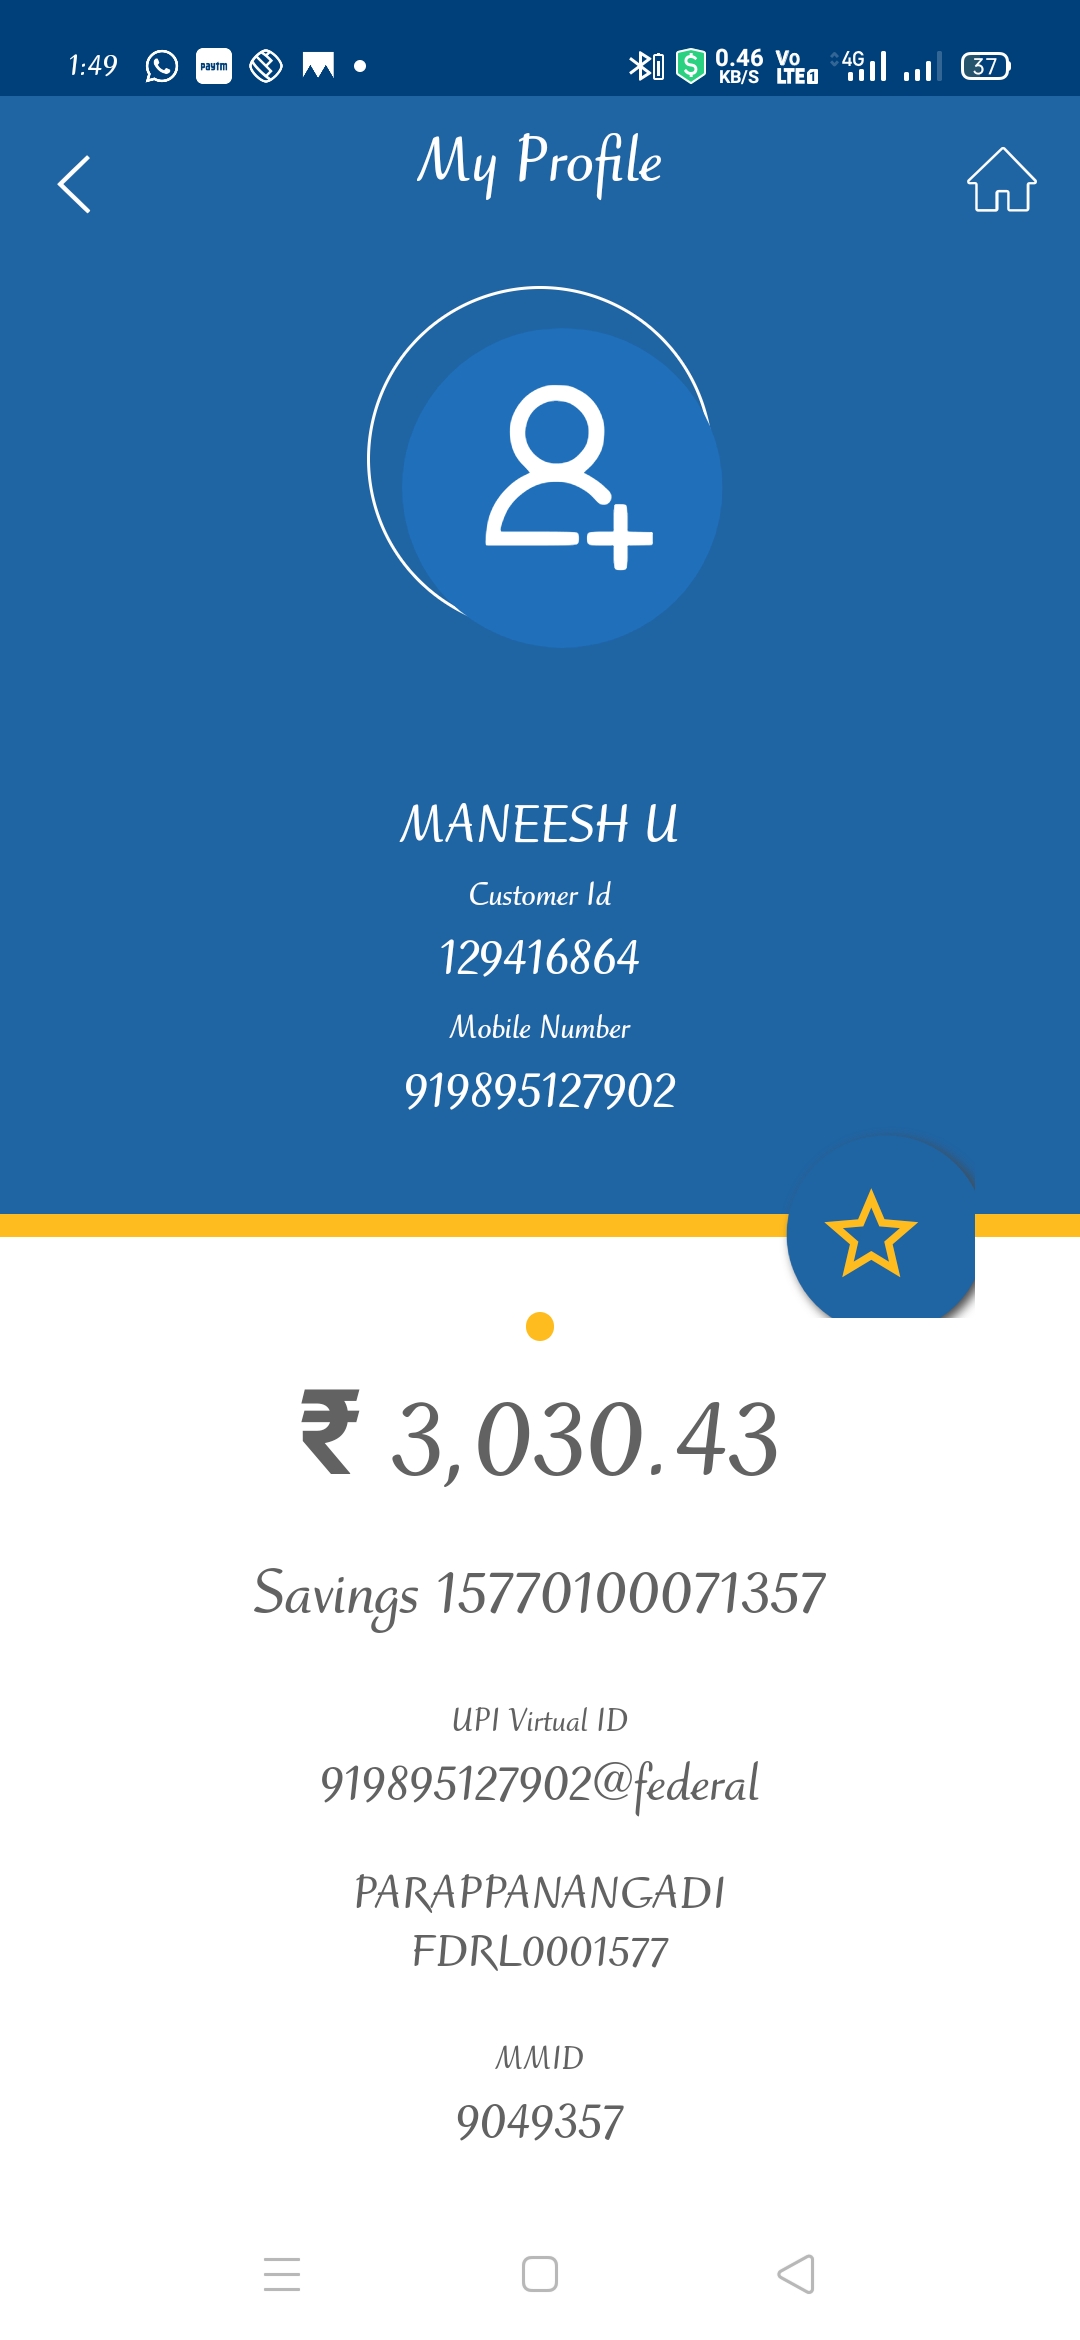 1:49 paytm 0.46 KB/S Vo LTE1 4G 37
My Profile
MANEESH U
Customer Id
129416864
Mobile Number
919895127902
₹ 3,030.43
Savings 15770100071357
UPI Virtual ID
919895127902@federal
PARAPPANANGADI
FDRL0001577
MMID
9049357